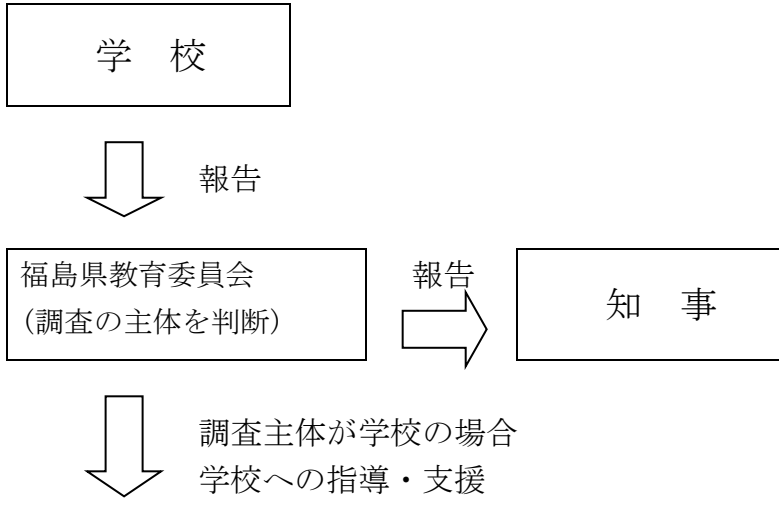 学　校
報告
福島県教育委員会
（調査の主体を判断）
報告
知　事
調査主体が学校の場合
学校への指導・支援